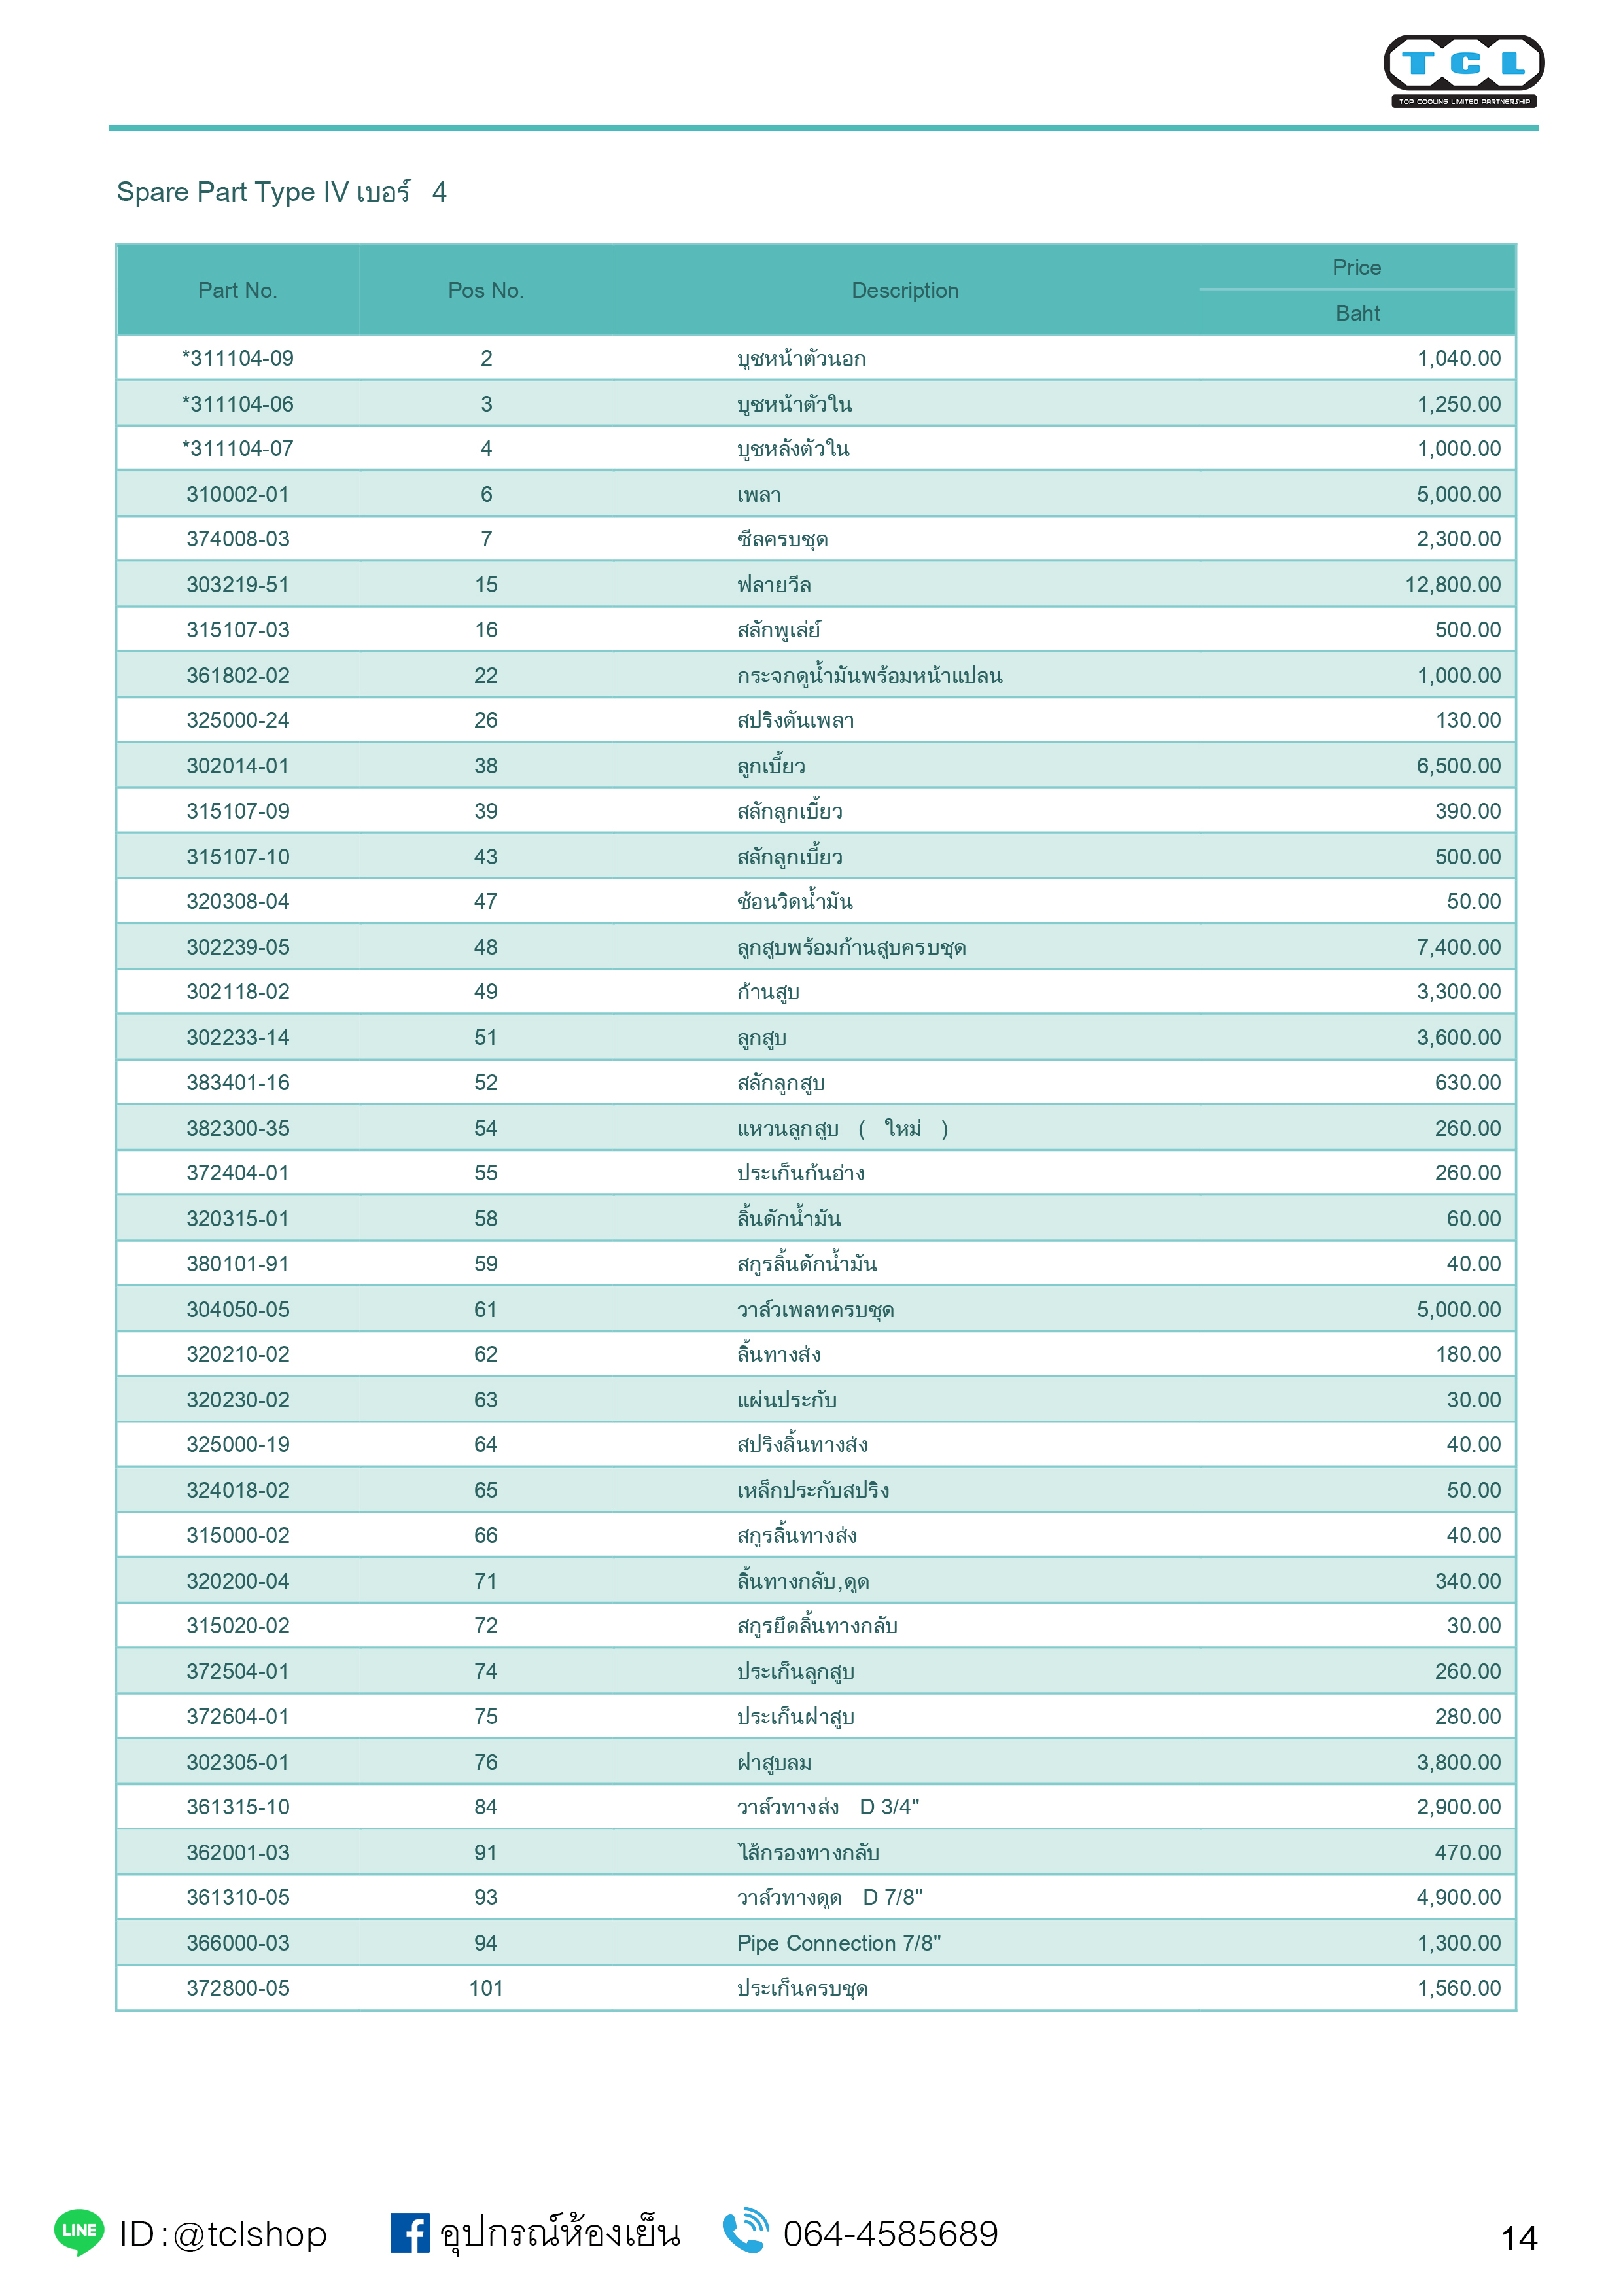 TCL
TOP COOLING LIMITED PARTNERSHIP
Spare Part Type IV เบอร์ 4
Part No. Pos No. Description Price
Baht
*311104-09 2 บูชหน้าตัวนอก 1,040.00
*311104-06 3 บูชหน้าตัวใน 1,250.00
*311104-07 4 บูชหลังตัวใน 1,000.00
310002-01 6 เพลา 5,000.00
374008-03 7 ซีลครบชุด 2,300.00
303219-51 15 ฟลายวีล 12,800.00
315107-03 16 สลักพูเล่ย์ 500.00
361802-02 22 กระจกดูน้ำมันพร้อมหน้าแปลน 1,000.00
325000-24 26 สปริงดันเพลา 130.00
302014-01 38 ลูกเบี้ยว 6,500.00
315107-09 39 สลักลูกเบี้ยว 390.00
315107-10 43 สลักลูกเบี้ยว 500.00
320308-04 47 ช้อนวิดน้ำมัน 50.00
302239-05 48 ลูกสูบพร้อมก้านสูบครบชุด 7,400.00
302118-02 49 ก้านสูบ 3,300.00
302233-14 51 ลูกสูบ 3,600.00
383401-16 52 สลักลูกสูบ 630.00
382300-35 54 แหวนลูกสูบ ( ใหม่ ) 260.00
372404-01 55 ประเก็นก้นอ่าง 260.00
320315-01 58 ลิ้นดักน้ำมัน 60.00
380101-91 59 สกูรลิ้นดักน้ำมัน 40.00
304050-05 61 วาล์วเพลทครบชุด 5,000.00
320210-02 62 ลิ้นทางส่ง 180.00
320230-02 63 แผ่นประกับ 30.00
325000-19 64 สปริงลิ้นทางส่ง 40.00
324018-02 65 เหล็กประกับสปริง 50.00
315000-02 66 สกูรลิ้นทางส่ง 40.00
320200-04 71 ลิ้นทางกลับ,ดูด 340.00
315020-02 72 สกูรยึดลิ้นทางกลับ 30.00
372504-01 74 ประเก็นลูกสูบ 260.00
372604-01 75 ประเก็นฝาสูบ 280.00
302305-01 76 ฝาสูบลม 3,800.00
361315-10 84 วาล์วทางส่ง D 3/4" 2,900.00
362001-03 91 ไส้กรองทางกลับ 470.00
361310-05 93 วาล์วทางดูด D 7/8" 4,900.00
366000-03 94 Pipe Connection 7/8" 1,300.00
372800-05 101 ประเก็นครบชุด 1,560.00
LINE ID : @tclshop f อุปกรณ์ห้องเย็น 064-4585689 14